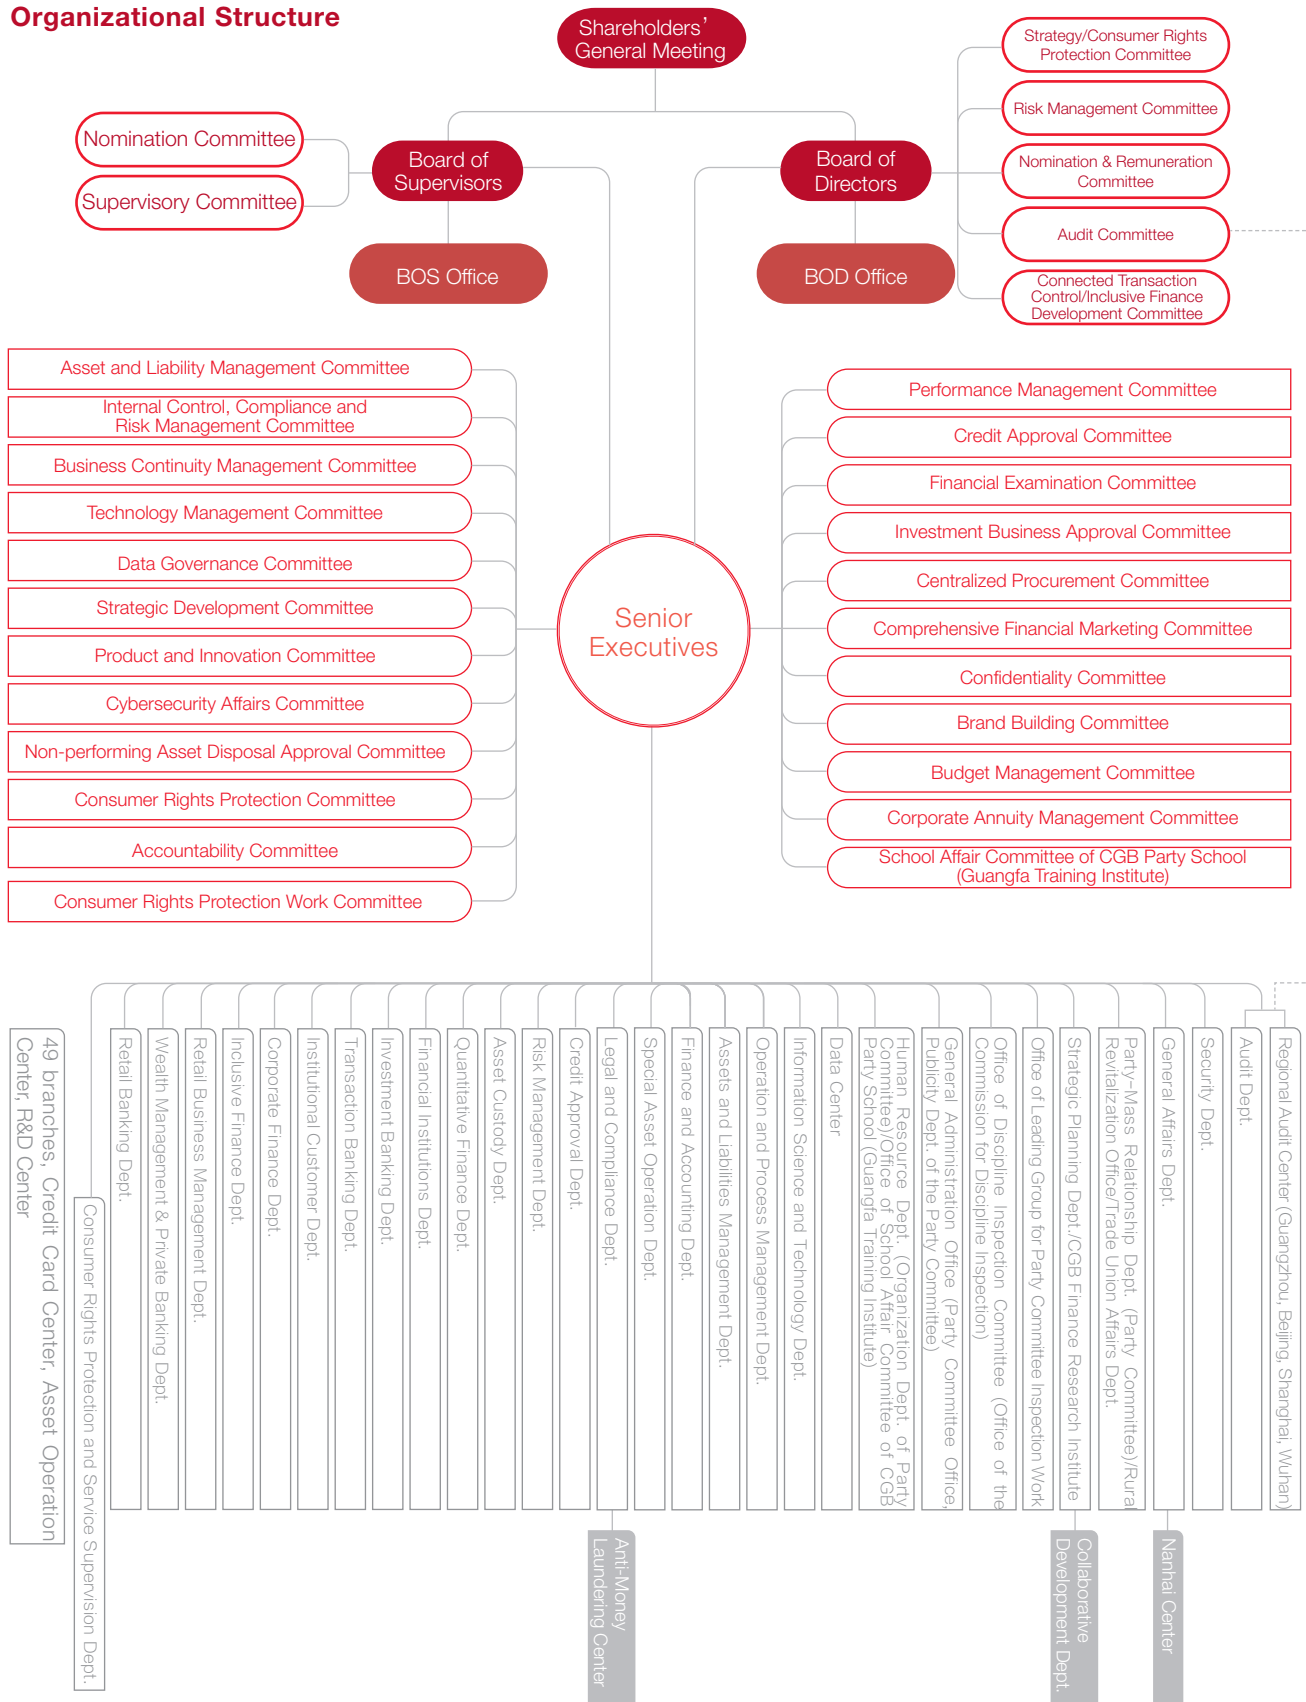 Organizational Structure
Shareholders’
General Meeting
Strategy/Consumer Rights
Protection Committee
Risk Management Committee
Nomination & Remuneration
Committee
Audit Committee
Connected Transaction
Control/Inclusive Finance
Development Committee
Nomination Committee
Supervisory Committee
Board of
Supervisors
Board of
Directors
BOS Office
BOD Office
Asset and Liability Management Committee
Internal Control, Compliance and
Risk Management Committee
Business Continuity Management Committee
Technology Management Committee
Data Governance Committee
Strategic Development Committee
Product and Innovation Committee
Cybersecurity Affairs Committee
Non-performing Asset Disposal Approval Committee
Consumer Rights Protection Committee
Accountability Committee
Consumer Rights Protection Work Committee
Senior
Executives
Performance Management Committee
Credit Approval Committee
Financial Examination Committee
Investment Business Approval Committee
Centralized Procurement Committee
Comprehensive Financial Marketing Committee
Confidentiality Committee
Brand Building Committee
Budget Management Committee
Corporate Annuity Management Committee
School Affair Committee of CGB Party School
(Guangfa Training Institute)
49 branches, Credit Card Center, Asset Operation
Center, R&D Center
Consumer Rights Protection and Service Supervision Dept.
Retail Banking Dept.
Wealth Management & Private Banking Dept.
Retail Business Management Dept.
Inclusive Finance Dept.
Corporate Finance Dept.
Institutional Customer Dept.
Transaction Banking Dept.
Investment Banking Dept.
Financial Institutions Dept.
Quantitative Finance Dept.
Asset Custody Dept.
Risk Management Dept.
Credit Approval Dept.
Legal and Compliance Dept.
Special Asset Operation Dept.
Finance and Accounting Dept.
Assets and Liabilities Management Dept.
Operation and Process Management Dept.
Information Science and Technology Dept.
Data Center
Human Resource Dept. (Organization Dept. of Party
Committee)/Office of School Affair Committee of CGB
Party School (Guangfa Training Institute)
General Administration Office (Party Committee Office,
Publicity Dept. of the Party Committee)
Office of Discipline Inspection Committee (Office of the
Commission for Discipline Inspection)
Office of Leading Group for Party Committee Inspection Work
Strategic Planning Dept./CGB Finance Research Institute
Party–Mass Relationship Dept. (Party Committee)/Rural
Revitalization Office/Trade Union Affairs Dept.
General Affairs Dept.
Security Dept.
Audit Dept.
Regional Audit Center (Guangzhou, Beijing, Shanghai, Wuhan)
Anti-Money
Laundering Center
Collaborative
Development Dept.
Nanhai Center